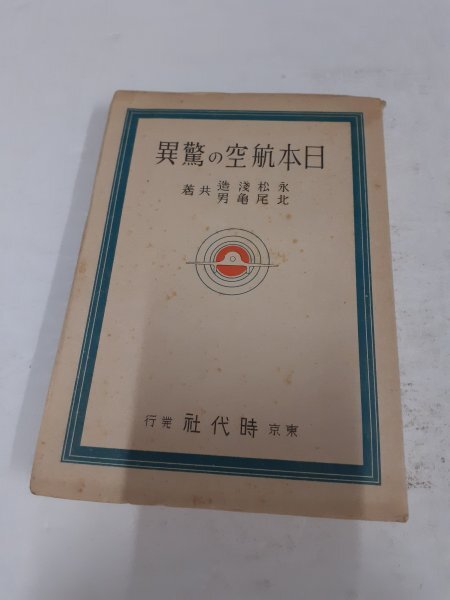 日本航空の驚異
永松淺造
北尾亀男
共著
東京 時代社 発行